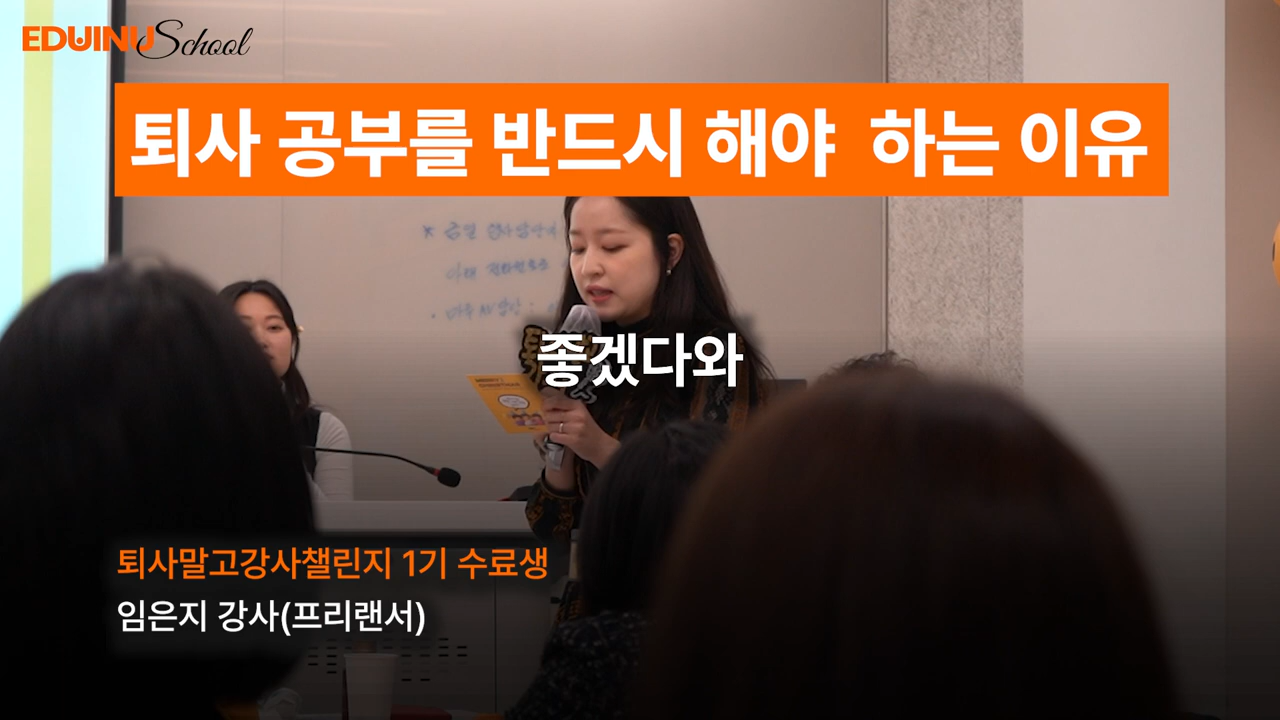 EDUINU School
퇴사 공부를 반드시 해야 하는 이유
좋겠다와
퇴사말고강사챌린지 1기 수료생
임은지 강사(프리랜서)